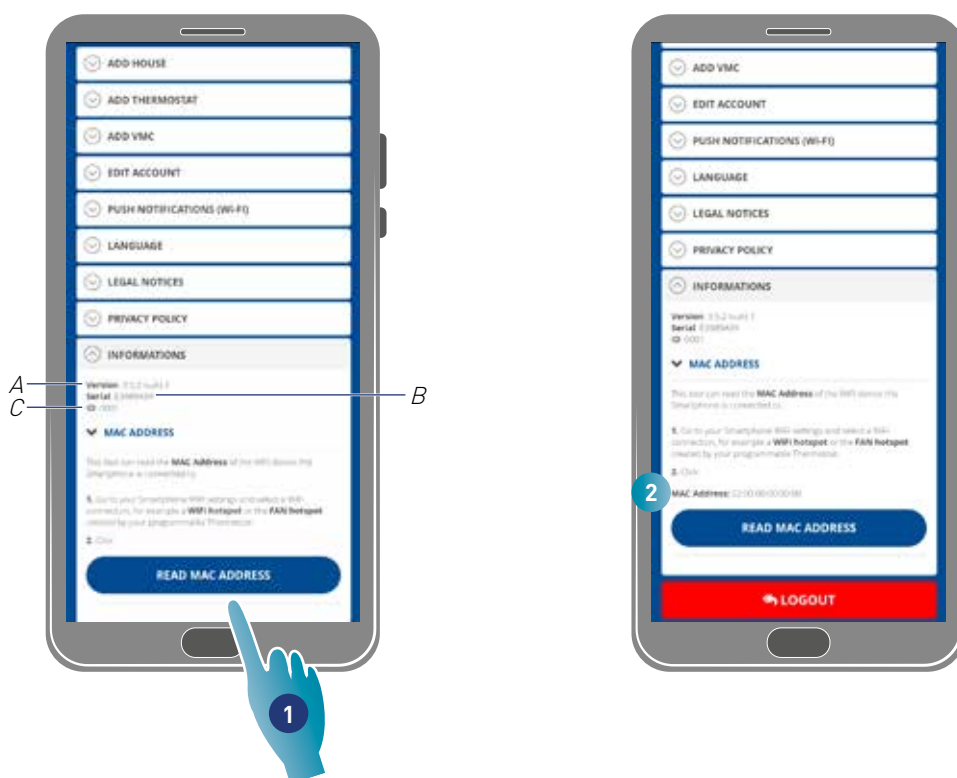 ADD HOUSE
ADD THERMOSTAT
ADD VMC
EDIT ACCOUNT
PUSH NOTIFICATIONS (WI-FI)
LANGUAGE
LEGAL NOTICES
PRIVACY POLICY
INFORMATIONS
A
Version
B
Serial
C
ID 0001
MAC ADDRESS
This tool can read the MAC Address of the WiFi device this
Smartphone is connected to.
1. Go to your Smartphone WiFi settings and select a WiFi
connection, for example a WiFi hotspot or the FAN hotspot
created by your programmable Thermostat.
2. Click
READ MAC ADDRESS
1
ADD VMC
EDIT ACCOUNT
PUSH NOTIFICATIONS (WI-FI)
LANGUAGE
LEGAL NOTICES
PRIVACY POLICY
INFORMATIONS
Version
Serial
ID 0001
MAC ADDRESS
This tool can read the MAC Address of the WiFi device this
Smartphone is connected to.
1. Go to your Smartphone WiFi settings and select a WiFi
connection, for example a WiFi hotspot or the FAN hotspot
created by your programmable Thermostat.
2. Click
2
MAC Address:
READ MAC ADDRESS
LOGOUT